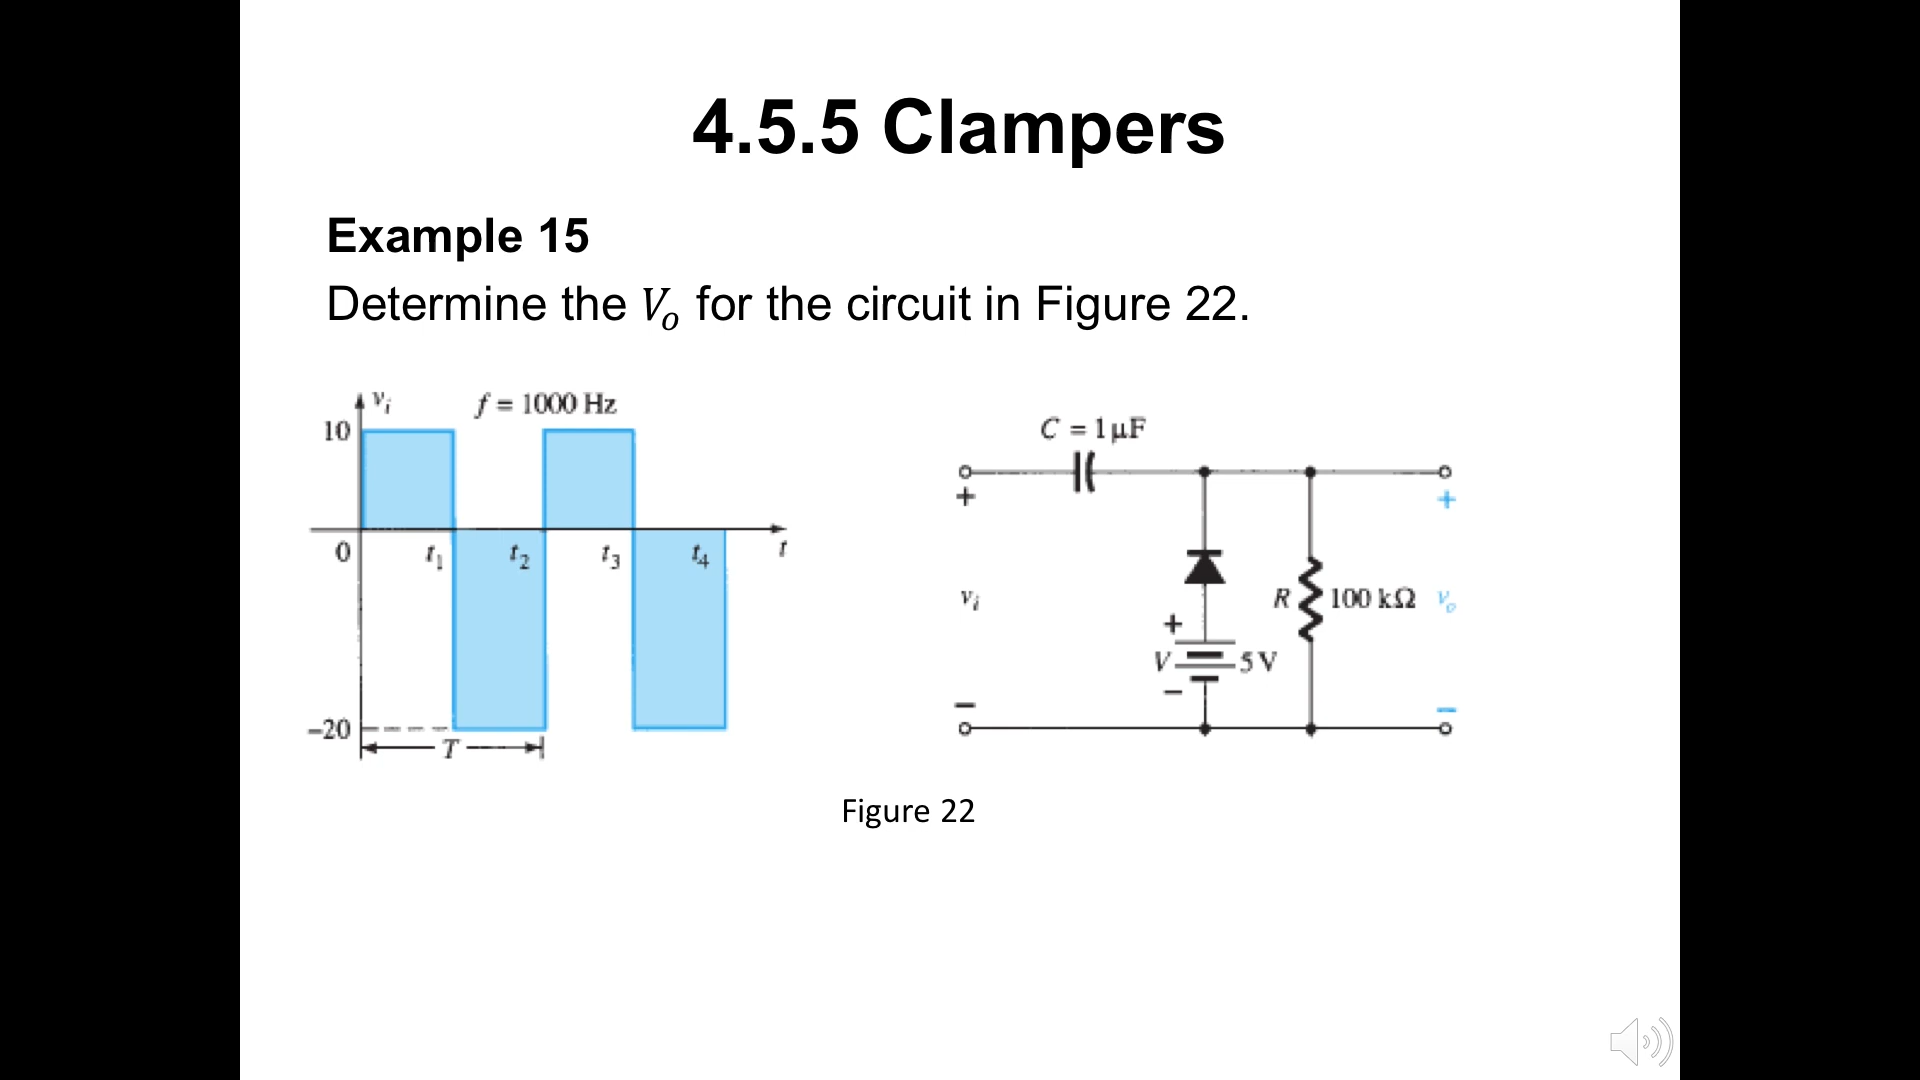 4.5.5 Clampers
Example 15
Determine the Vₒ for the circuit in Figure 22.
vᵢ
f = 1000 Hz
10
0
t₁
t₂
t₃
t₄
t
–20
T
C = 1 μF
+
+
vᵢ
+
V
5 V
–
R
100 kΩ
vₒ
–
–
Figure 22